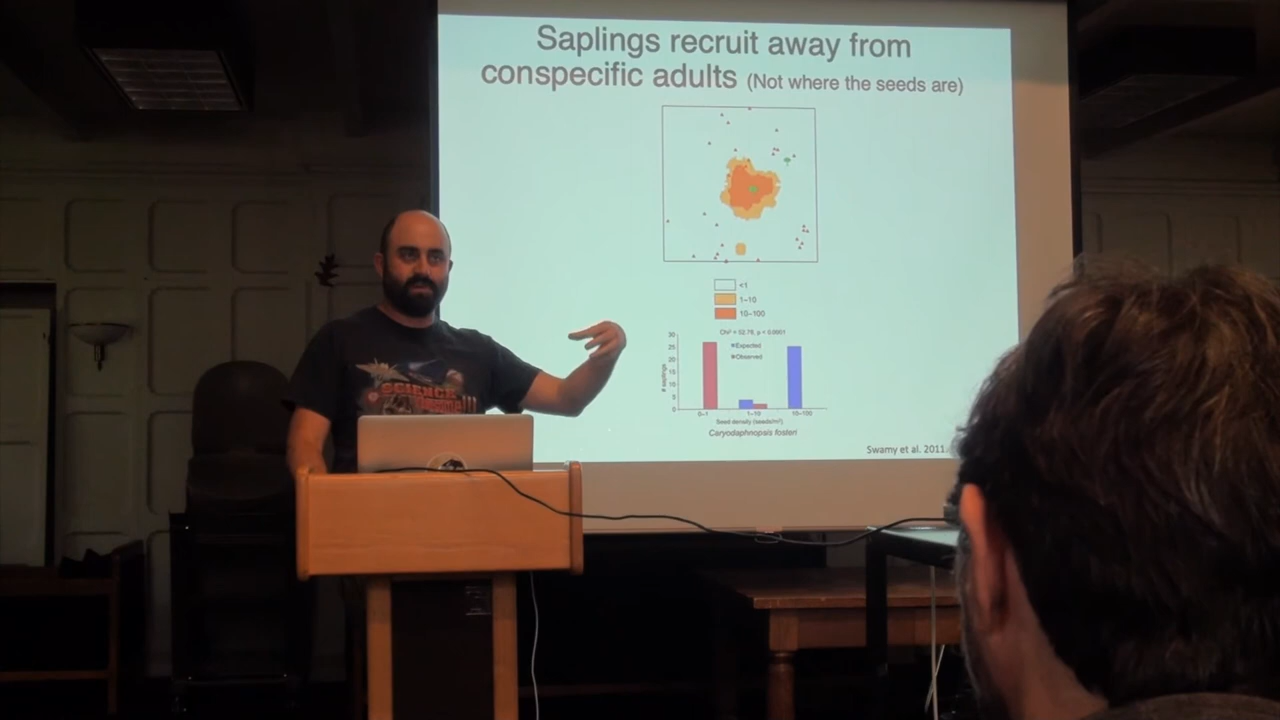 Saplings recruit away from
conspecific adults (Not where the seeds are)
<1
1–10
10–100
Chi² = 52.78, p < 0.0001
Expected
Observed
# saplings
30
25
20
15
10
5
0
0–1 1–10 10–100
Seed density (seeds/m²)
Caryodaphnopsis fosteri
Swamy et al. 2011
SCIENCE